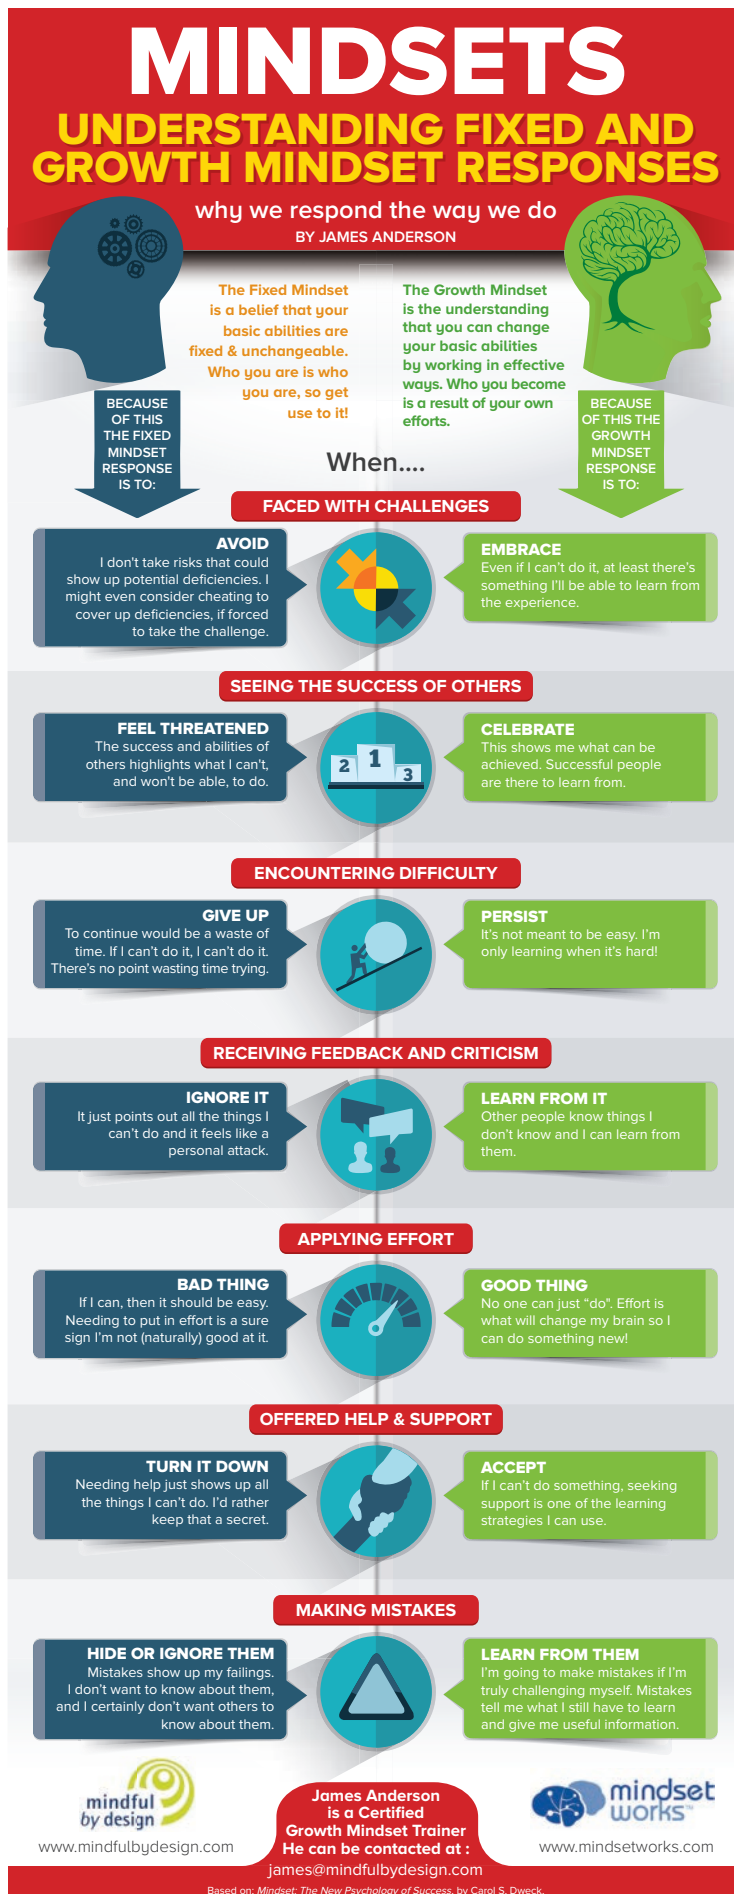 MINDSETS
UNDERSTANDING FIXED AND
GROWTH MINDSET RESPONSES
why we respond the way we do
BY JAMES ANDERSON
The Fixed Mindset
is a belief that your
basic abilities are
fixed & unchangeable.
Who you are is who
you are, so get
use to it!
The Growth Mindset
is the understanding
that you can change
your basic abilities
by working in effective
ways. Who you become
is a result of your own
efforts.
BECAUSE
OF THIS
THE FIXED
MINDSET
RESPONSE
IS TO:
BECAUSE
OF THIS THE
GROWTH
MINDSET
RESPONSE
IS TO:
When....
FACED WITH CHALLENGES
AVOID
I don't take risks that could
show up potential deficiencies. I
might even consider cheating to
cover up deficiencies, if forced
to take the challenge.
EMBRACE
Even if I can't do it, at least there's
something I'll be able to learn from
the experience.
SEEING THE SUCCESS OF OTHERS
FEEL THREATENED
The success and abilities of
others highlights what I can't,
and won't be able, to do.
2 1 3
CELEBRATE
This shows me what can be
achieved. Successful people
are there to learn from.
ENCOUNTERING DIFFICULTY
GIVE UP
To continue would be a waste of
time. If I can't do it, I can't do it.
There's no point wasting time trying.
PERSIST
It's not meant to be easy. I'm
only learning when it's hard!
RECEIVING FEEDBACK AND CRITICISM
IGNORE IT
It just points out all the things I
can't do and it feels like a
personal attack.
LEARN FROM IT
Other people know things I
don't know and I can learn from
them.
APPLYING EFFORT
BAD THING
If I can, then it should be easy.
Needing to put in effort is a sure
sign I'm not (naturally) good at it.
GOOD THING
No one can just "do". Effort is
what will change my brain so I
can do something new!
OFFERED HELP & SUPPORT
TURN IT DOWN
Needing help just shows up all
the things I can't do. I'd rather
keep that a secret.
ACCEPT
If I can't do something, seeking
support is one of the learning
strategies I can use.
MAKING MISTAKES
HIDE OR IGNORE THEM
Mistakes show up my failings.
I don't want to know about them,
and I certainly don't want others to
know about them.
LEARN FROM THEM
I'm going to make mistakes if I'm
truly challenging myself. Mistakes
tell me what I still have to learn
and give me useful information.
mindful
by design
www.mindfulbydesign.com
James Anderson
is a Certified
Growth Mindset Trainer
He can be contacted at :
james@mindfulbydesign.com
mindset
works™
www.mindsetworks.com
Based on: Mindset: The New Psychology of Success, by Carol S. Dweck.